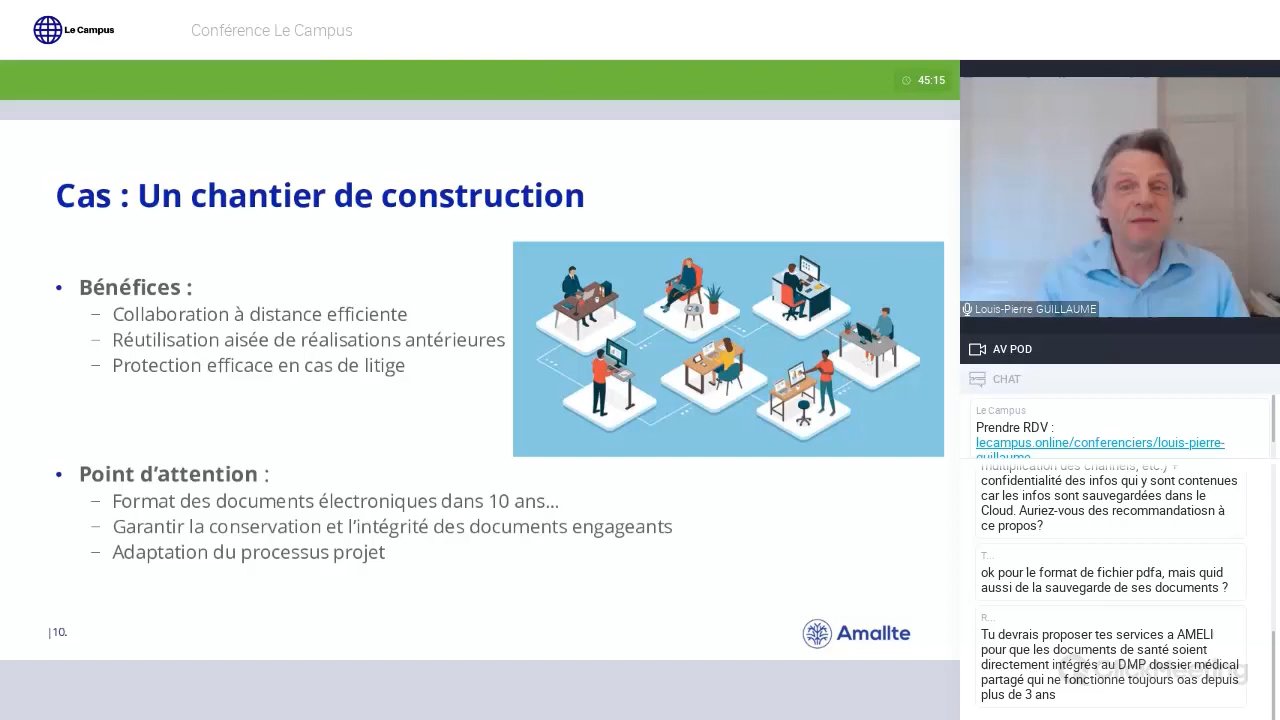 Le Campus
Conférence Le Campus
45:15
Cas : Un chantier de construction
• Bénéfices :
– Collaboration à distance efficiente
– Réutilisation aisée de réalisations antérieures
– Protection efficace en cas de litige
• Point d’attention :
– Format des documents électroniques dans 10 ans...
– Garantir la conservation et l’intégrité des documents engageants
– Adaptation du processus projet
|10.
Amallte
Louis-Pierre GUILLAUME
AV POD
CHAT
Le Campus
Prendre RDV :
lecampus.online/conferenciers/louis-pierre-
guillaume
multiplication des channels, etc.) +
confidentialité des infos qui y sont contenues
car les infos sont sauvegardées dans le
Cloud. Auriez-vous des recommandatiosn à
ce propos?
T...
ok pour le format de fichier pdfa, mais quid
aussi de la sauvegarde de ses documents ?
R...
Tu devrais proposer tes services a AMELI
pour que les documents de santé soient
directement intégrés au DMP dossier médical
partagé qui ne fonctionne toujours oas depuis
plus de 3 ans
ClickMeeting